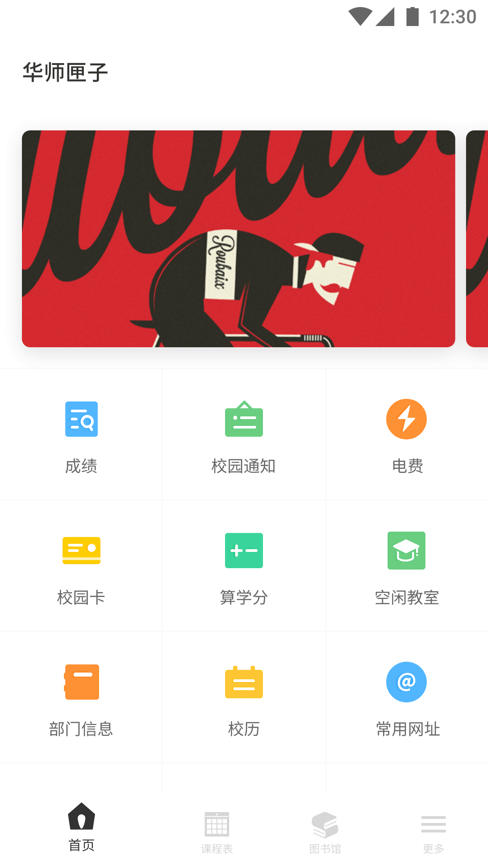 12:30
华师匣子
Roubaix
成绩
校园通知
电费
校园卡
算学分
空闲教室
部门信息
校历
常用网址
首页
课程表
图书馆
更多